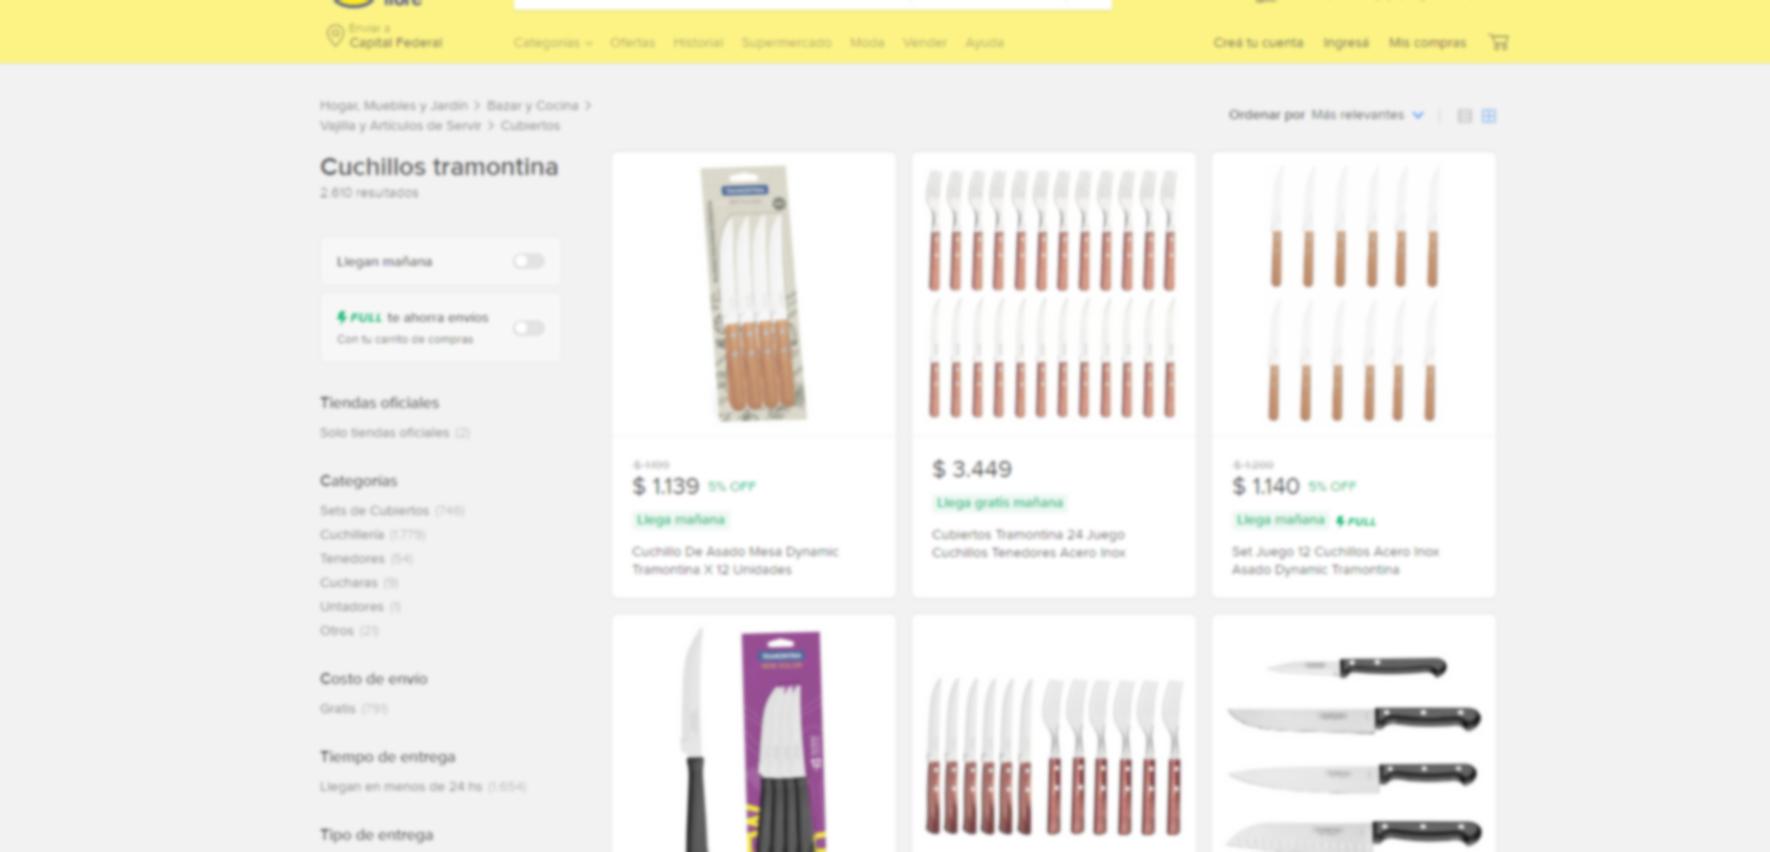 libre
Enviar a
Capital Federal
Categorías Ofertas Historial Supermercado Moda Vender Ayuda
Creá tu cuenta Ingresá Mis compras
Hogar, Muebles y Jardín > Bazar y Cocina >
Vajilla y Artículos de Servir > Cubiertos
Ordenar por Más relevantes
Cuchillos tramontina
2.610 resultados
Llegan mañana
FULL te ahorra envíos
Con tu carrito de compras
Tiendas oficiales
Solo tiendas oficiales (2)
Categorías
Sets de Cubiertos (746)
Cuchillería (1.779)
Tenedores (54)
Cucharas (9)
Untadores (1)
Otros (21)
Costo de envío
Gratis (791)
Tiempo de entrega
Llegan en menos de 24 hs (1.654)
Tipo de entrega
TRAMONTINA
$ 1.199
$ 1.139 5% OFF
Llega mañana
Cuchillo De Asado Mesa Dynamic
Tramontina X 12 Unidades
$ 3.449
Llega gratis mañana
Cubiertos Tramontina 24 Juego
Cuchillos Tenedores Acero Inox
$ 1.200
$ 1.140 5% OFF
Llega mañana FULL
Set Juego 12 Cuchillos Acero Inox
Asado Dynamic Tramontina
TRAMONTINA